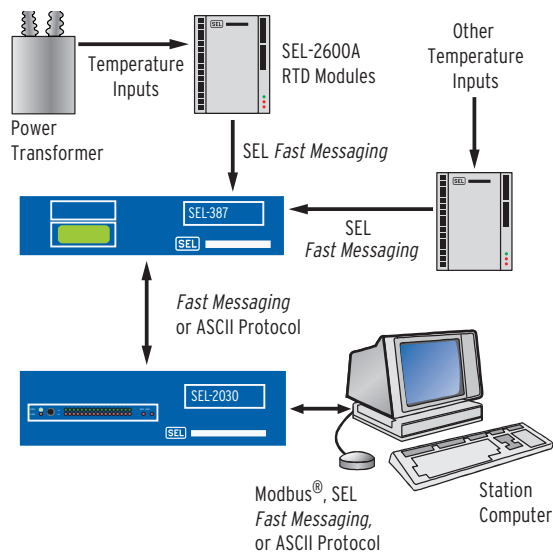 SEL
SEL-2600A
RTD Modules
Other
Temperature
Inputs
Temperature
Inputs
Power
Transformer
SEL Fast Messaging
SEL
SEL-387
SEL
SEL
Fast Messaging
Fast Messaging
or ASCII Protocol
SEL-2030
SEL
Modbus®, SEL
Fast Messaging,
or ASCII Protocol
Station
Computer